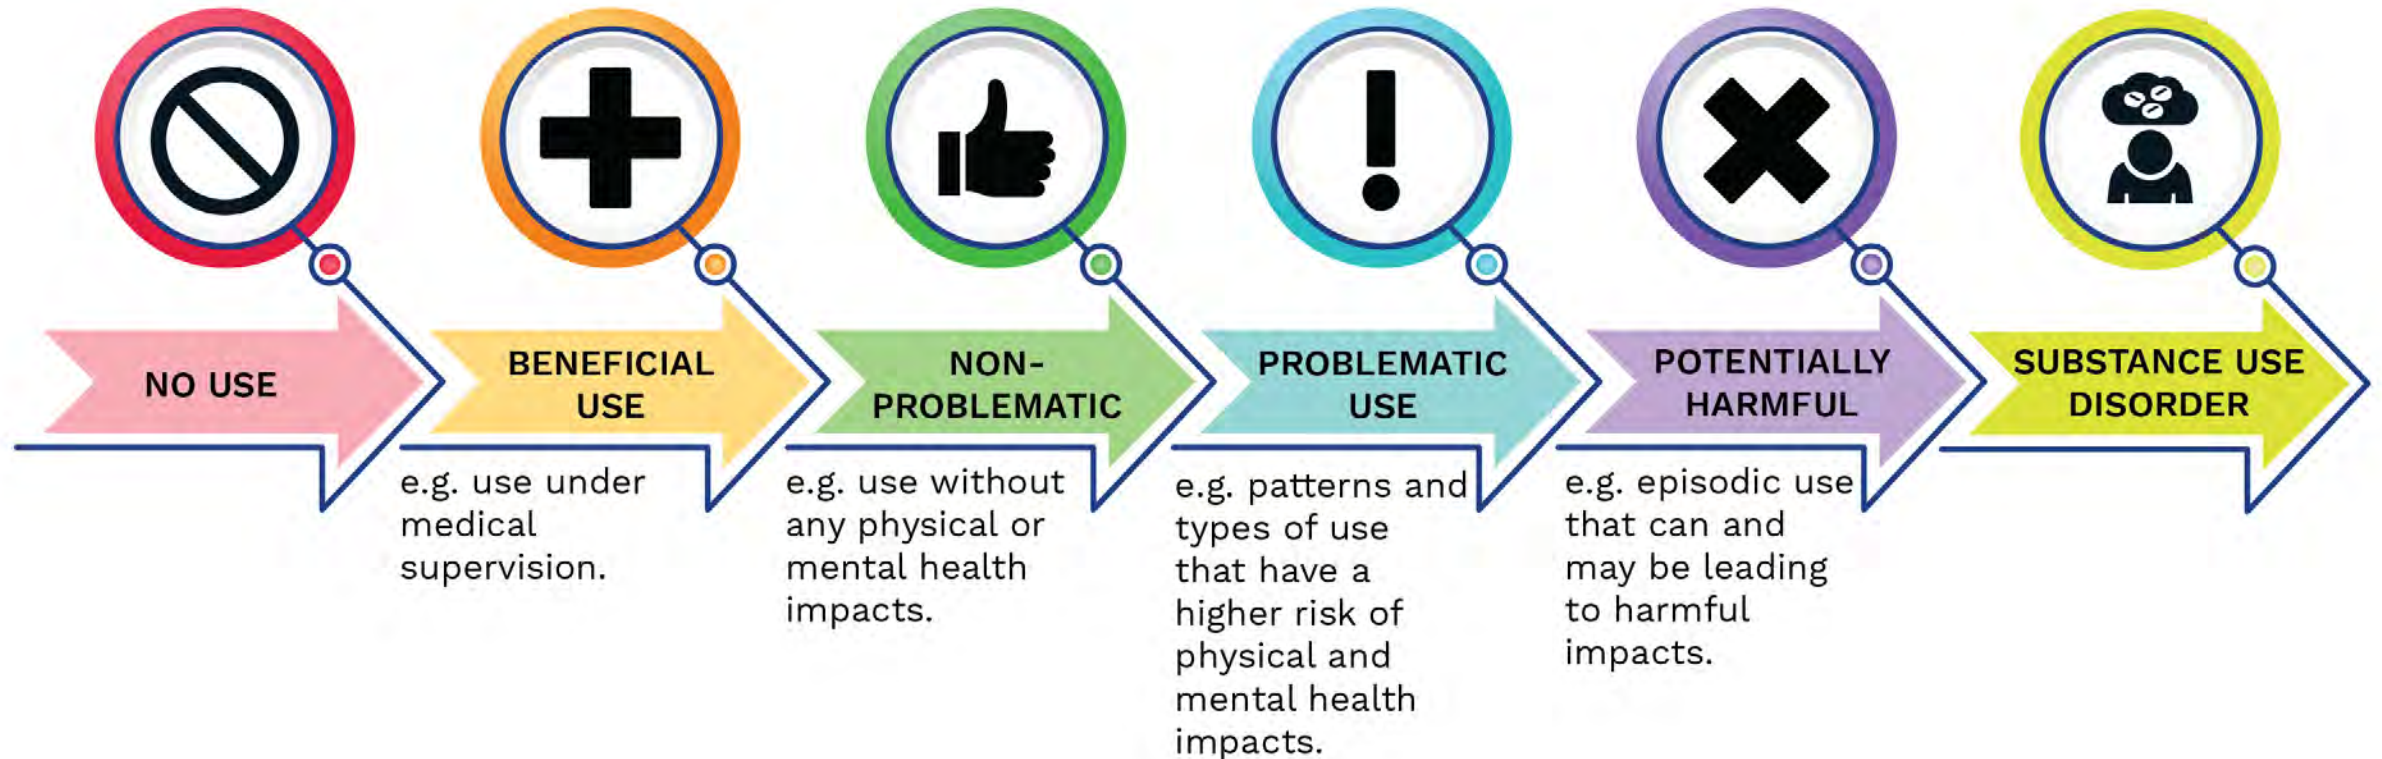 NO USE
BENEFICIAL
USE
NON-
PROBLEMATIC
PROBLEMATIC
USE
POTENTIALLY
HARMFUL
SUBSTANCE USE
DISORDER
e.g. use under
medical
supervision.
e.g. use without
any physical or
mental health
impacts.
e.g. patterns and
types of use
that have a
higher risk of
physical and
mental health
impacts.
e.g. episodic use
that can and
may be leading
to harmful
impacts.